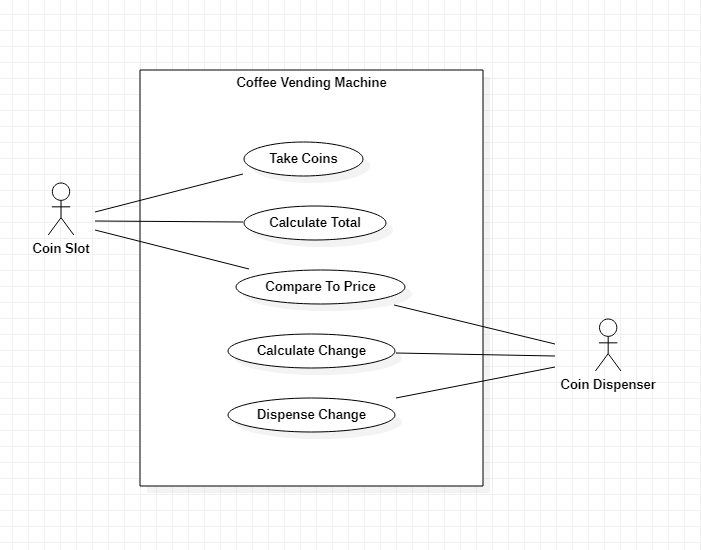 Coffee Vending Machine
Take Coins
Calculate Total
Coin Slot
Compare To Price
Calculate Change
Coin Dispenser
Dispense Change